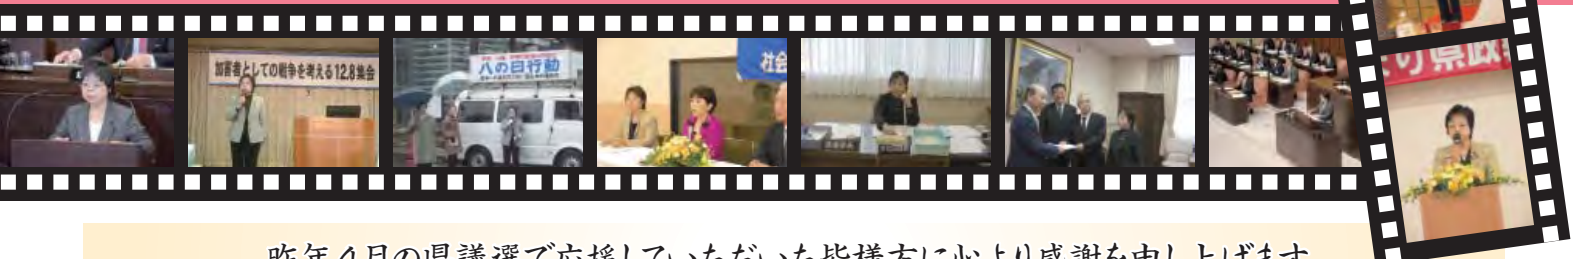 加害者としての戦争を考える12.8集会
八の日行動
社会
県政
昨年4月の県議選で応援していただいた皆様方に心より感謝を申し上げます